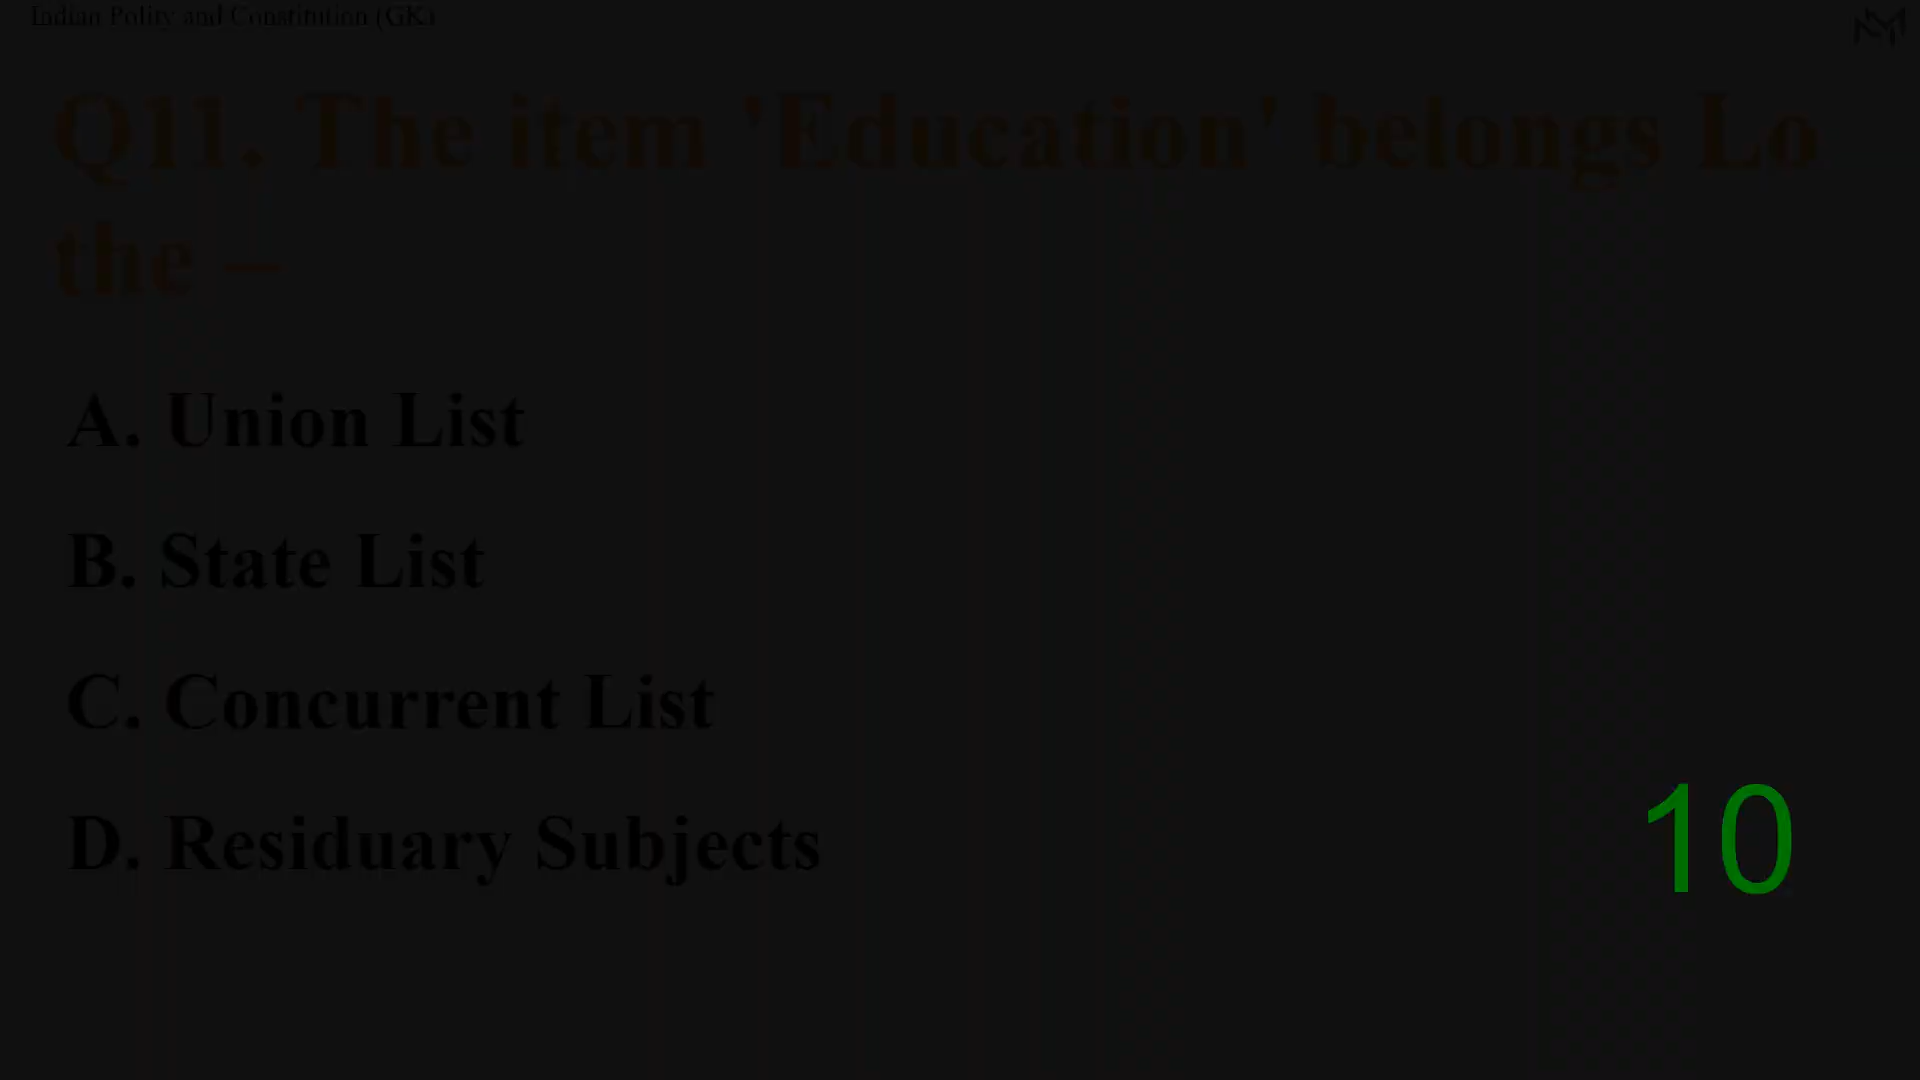 Indian Polity and Constitution (GK)
Q11. The item 'Education' belongs Lo
the –
A. Union List
B. State List
C. Concurrent List
D. Residuary Subjects
10